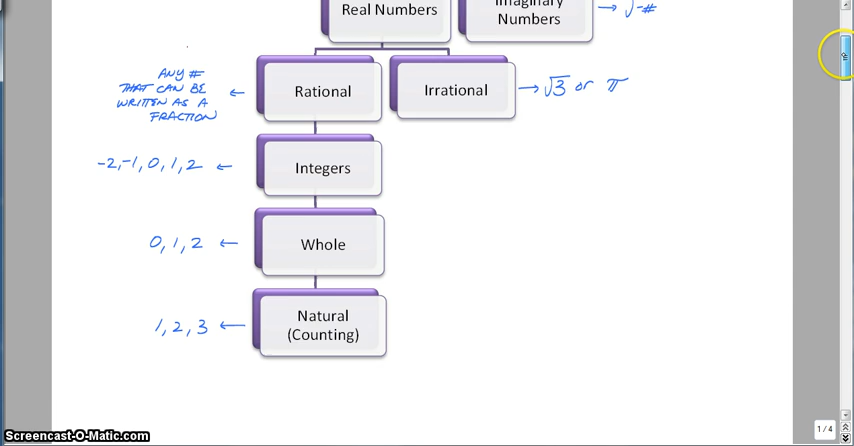 Real Numbers
Imaginary
Numbers
→ √-#
ANY #
THAT CAN BE
WRITTEN AS A
FRACTION
←
Rational
Irrational
→ √3 or π
-2, -1, 0, 1, 2 ←
Integers
0, 1, 2 ←
Whole
1, 2, 3 ←
Natural
(Counting)
1 / 4
Screencast-O-Matic.com